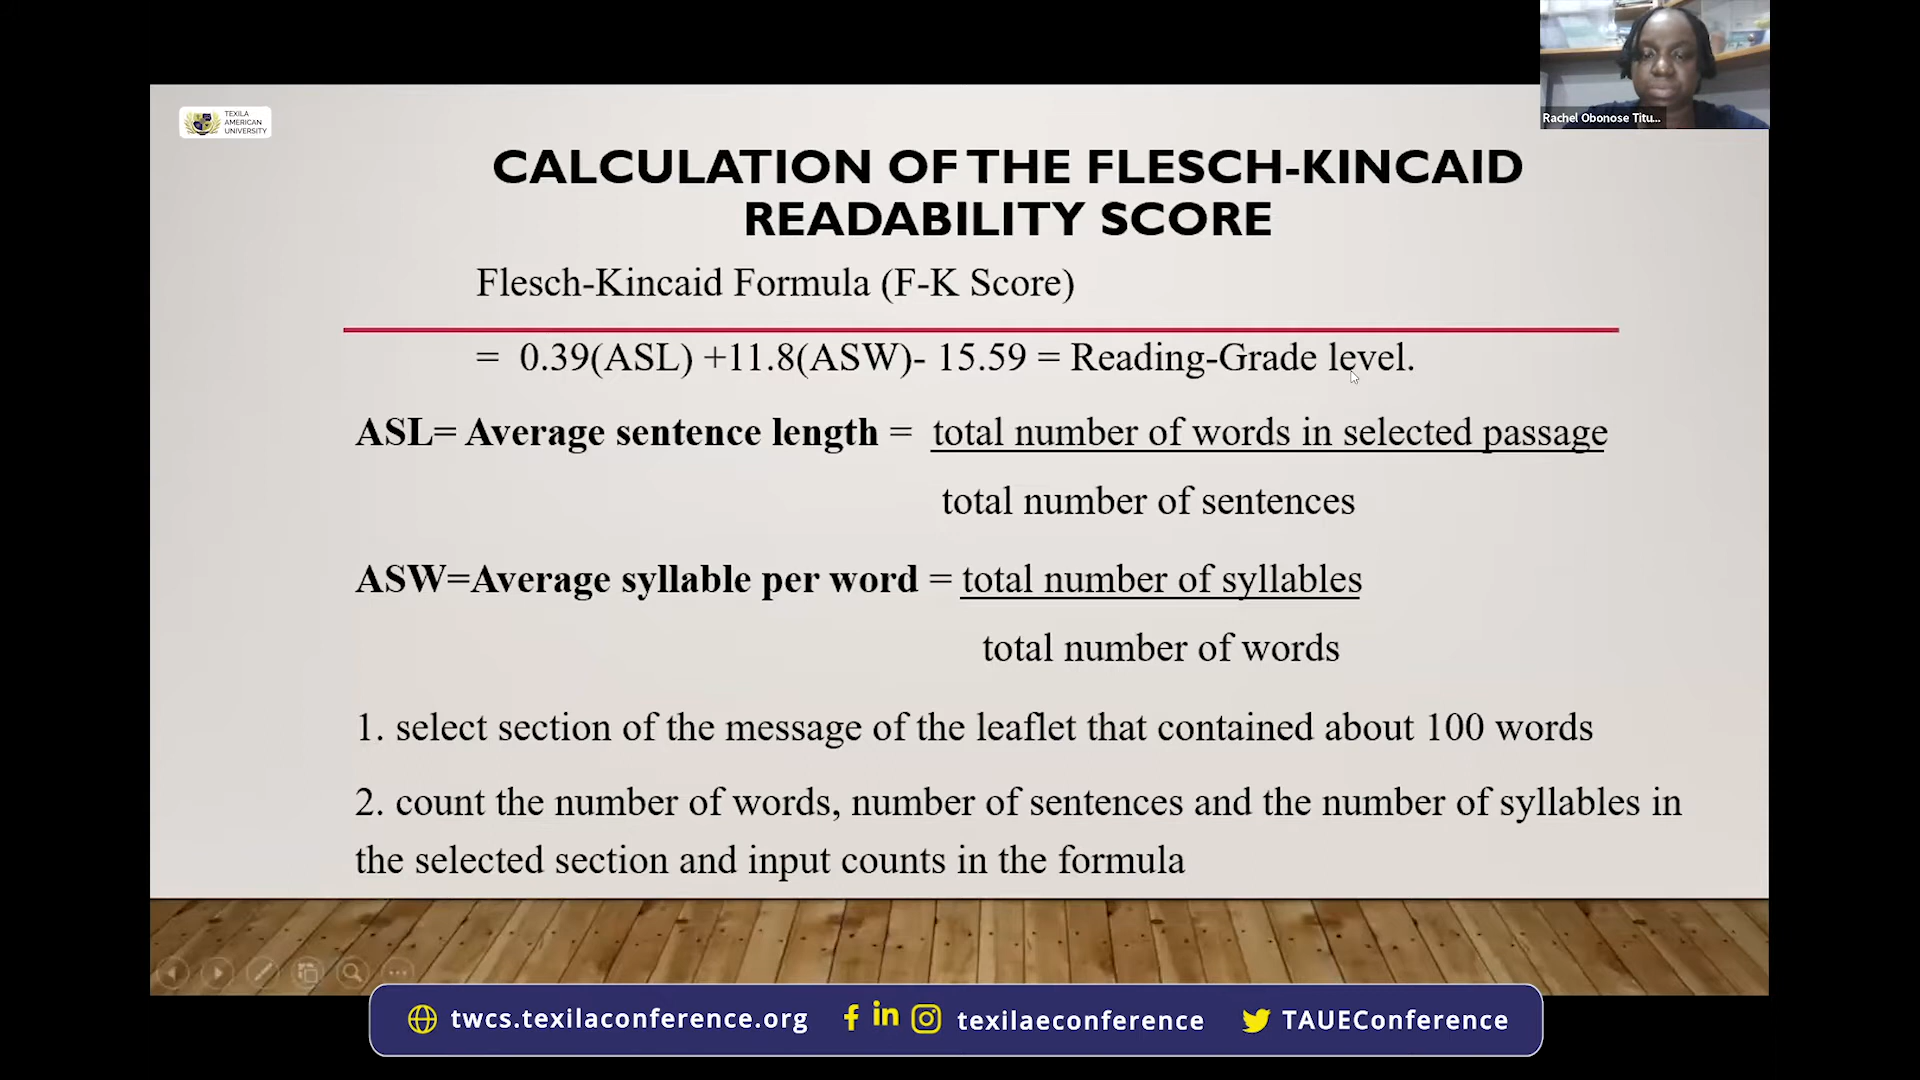 TEXILA
AMERICAN
UNIVERSITY
Rachel Obonose Titu...
CALCULATION OF THE FLESCH-KINCAID
READABILITY SCORE
Flesch-Kincaid Formula (F-K Score)
= 0.39(ASL) +11.8(ASW)- 15.59 = Reading-Grade level.
ASL= Average sentence length = total number of words in selected passage
total number of sentences
ASW=Average syllable per word = total number of syllables
total number of words
1. select section of the message of the leaflet that contained about 100 words
2. count the number of words, number of sentences and the number of syllables in
the selected section and input counts in the formula
twcs.texilaconference.org texilaeconference TAUEConference